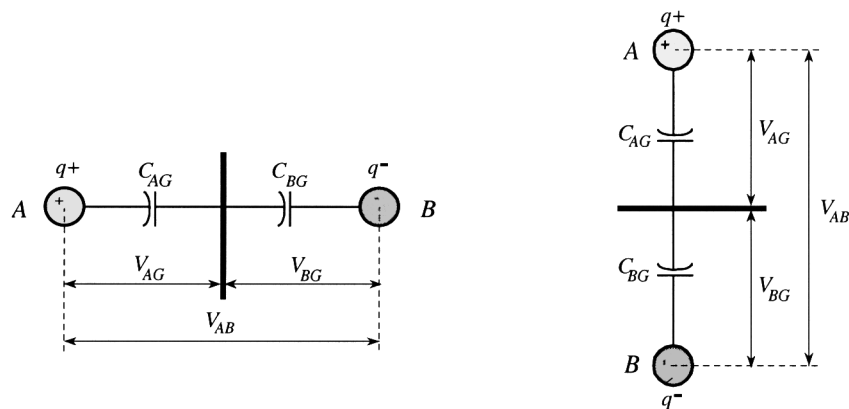 q+
C_AG
C_BG
q-
A
+
-
B
V_AG
V_BG
V_AB
q+
A
+
C_AG
V_AG
V_AB
C_BG
V_BG
B
-
q-